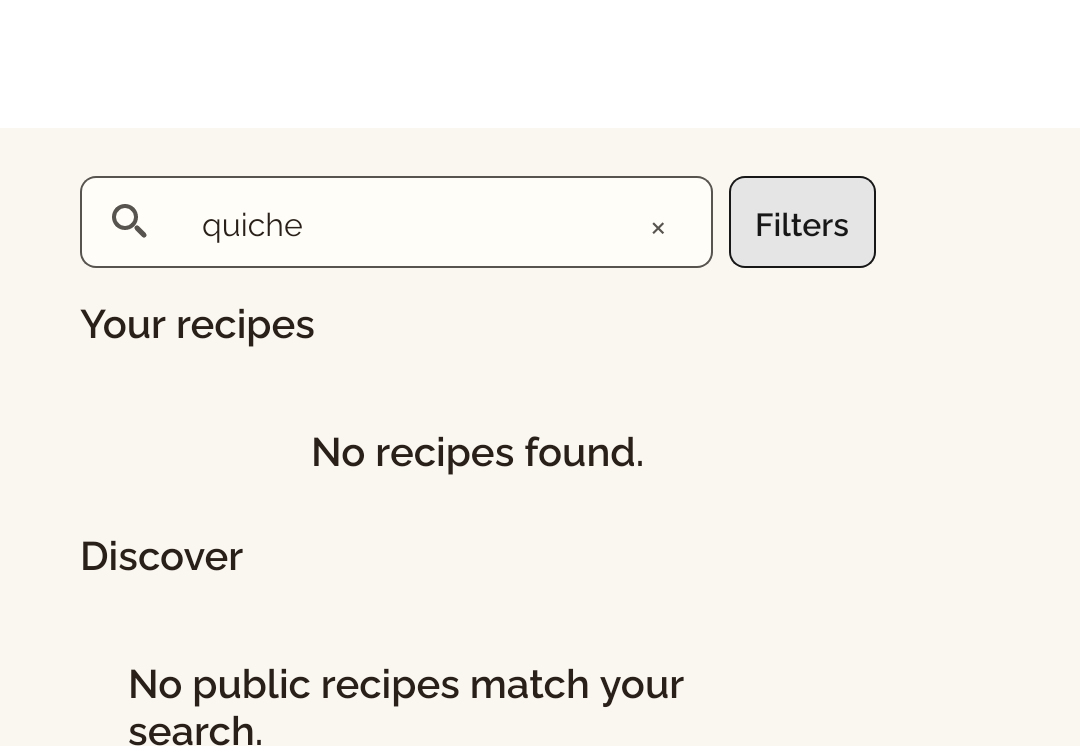 quiche
×
Filters
Your recipes
No recipes found.
Discover
No public recipes match your
search.